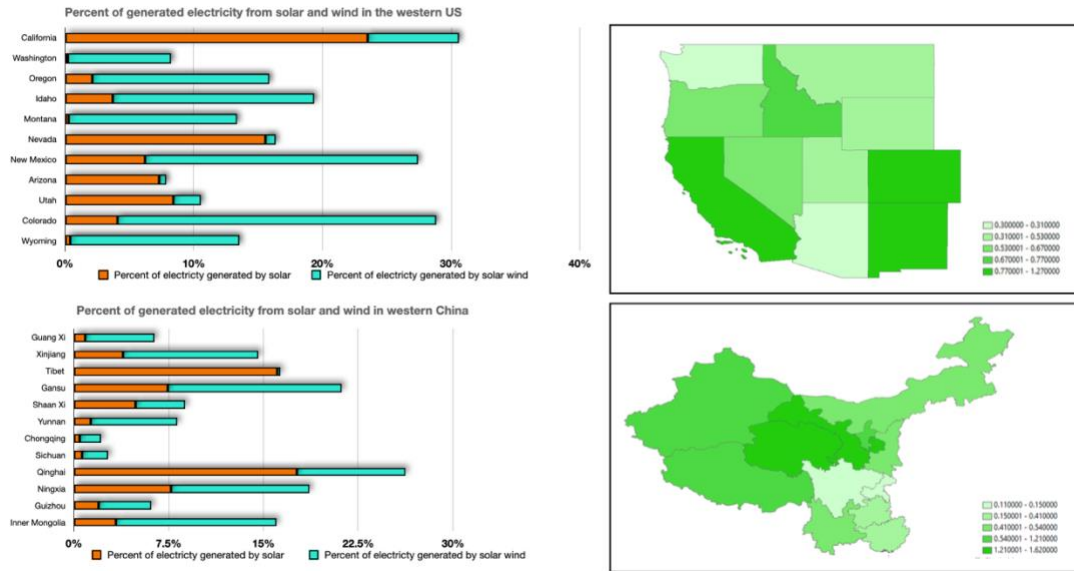 Percent of generated electricity from solar and wind in the western US
California
Washington
Oregon
Idaho
Montana
Nevada
New Mexico
Arizona
Utah
Colorado
Wyoming
0% 10% 20% 30% 40%
Percent of electricty generated by solar Percent of electricity generated by solar wind
0.300000 - 0.310000
0.310001 - 0.530000
0.530001 - 0.670000
0.670001 - 0.770000
0.770001 - 1.270000
Percent of generated electricity from solar and wind in western China
Guang Xi
Xinjiang
Tibet
Gansu
Shaan Xi
Yunnan
Chongqing
Sichuan
Qinghai
Ningxia
Guizhou
Inner Mongolia
0% 7.5% 15% 22.5% 30%
Percent of electricty generated by solar Percent of electricity generated by solar wind
0.110000 - 0.150000
0.150001 - 0.410000
0.410001 - 0.540000
0.540001 - 1.210000
1.210001 - 1.620000